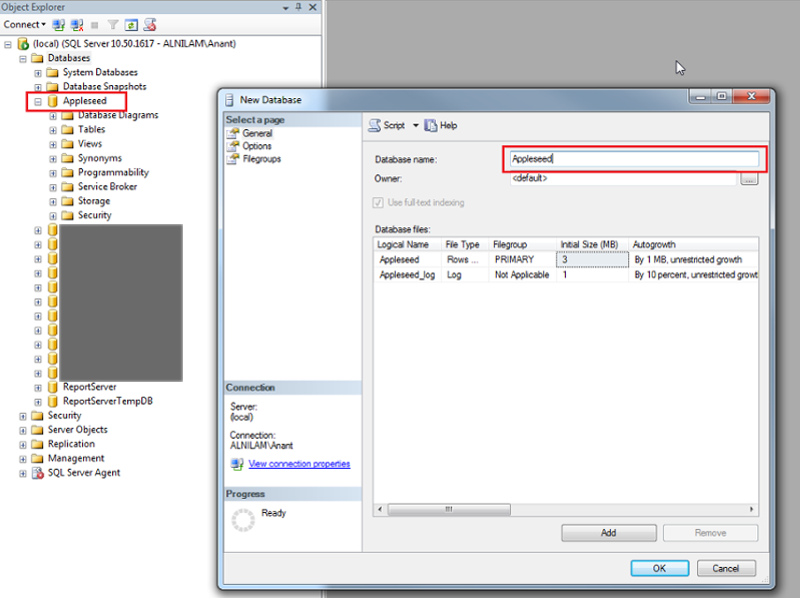 Object Explorer
Connect
(local) (SQL Server 10.50.1617 - ALNILAM\Anant)
Databases
System Databases
Database Snapshots
Appleseed
Database Diagrams
Tables
Views
Synonyms
Programmability
Service Broker
Storage
Security
ReportServer
ReportServerTempDB
Security
Server Objects
Replication
Management
SQL Server Agent
New Database
Select a page
General
Options
Filegroups
Connection
Server:
(local)
Connection:
ALNILAM\Anant
View connection properties
Progress
Ready
Script Help
Database name: Appleseed
Owner: <default> ...
Use full-text indexing
Database files:
Logical Name File Type Filegroup Initial Size (MB) Autogrowth
Appleseed Rows ... PRIMARY 3 By 1 MB, unrestricted growth
Appleseed_log Log Not Applicable 1 By 10 percent, unrestricted growt
Add Remove
OK Cancel